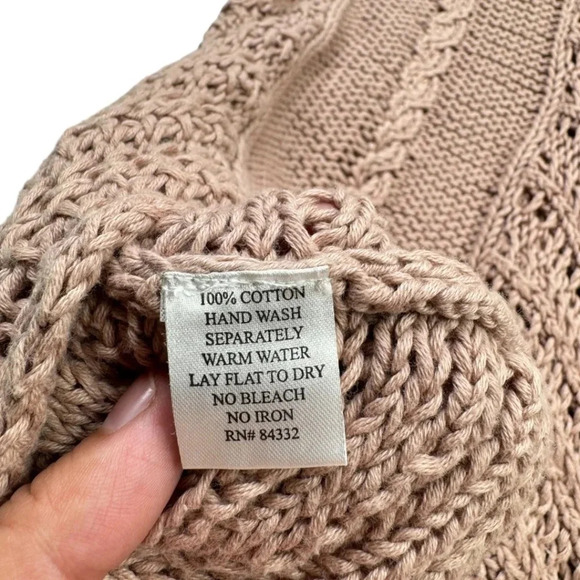 100% COTTON
HAND WASH
SEPARATELY
WARM WATER
LAY FLAT TO DRY
NO BLEACH
NO IRON
RN# 84332